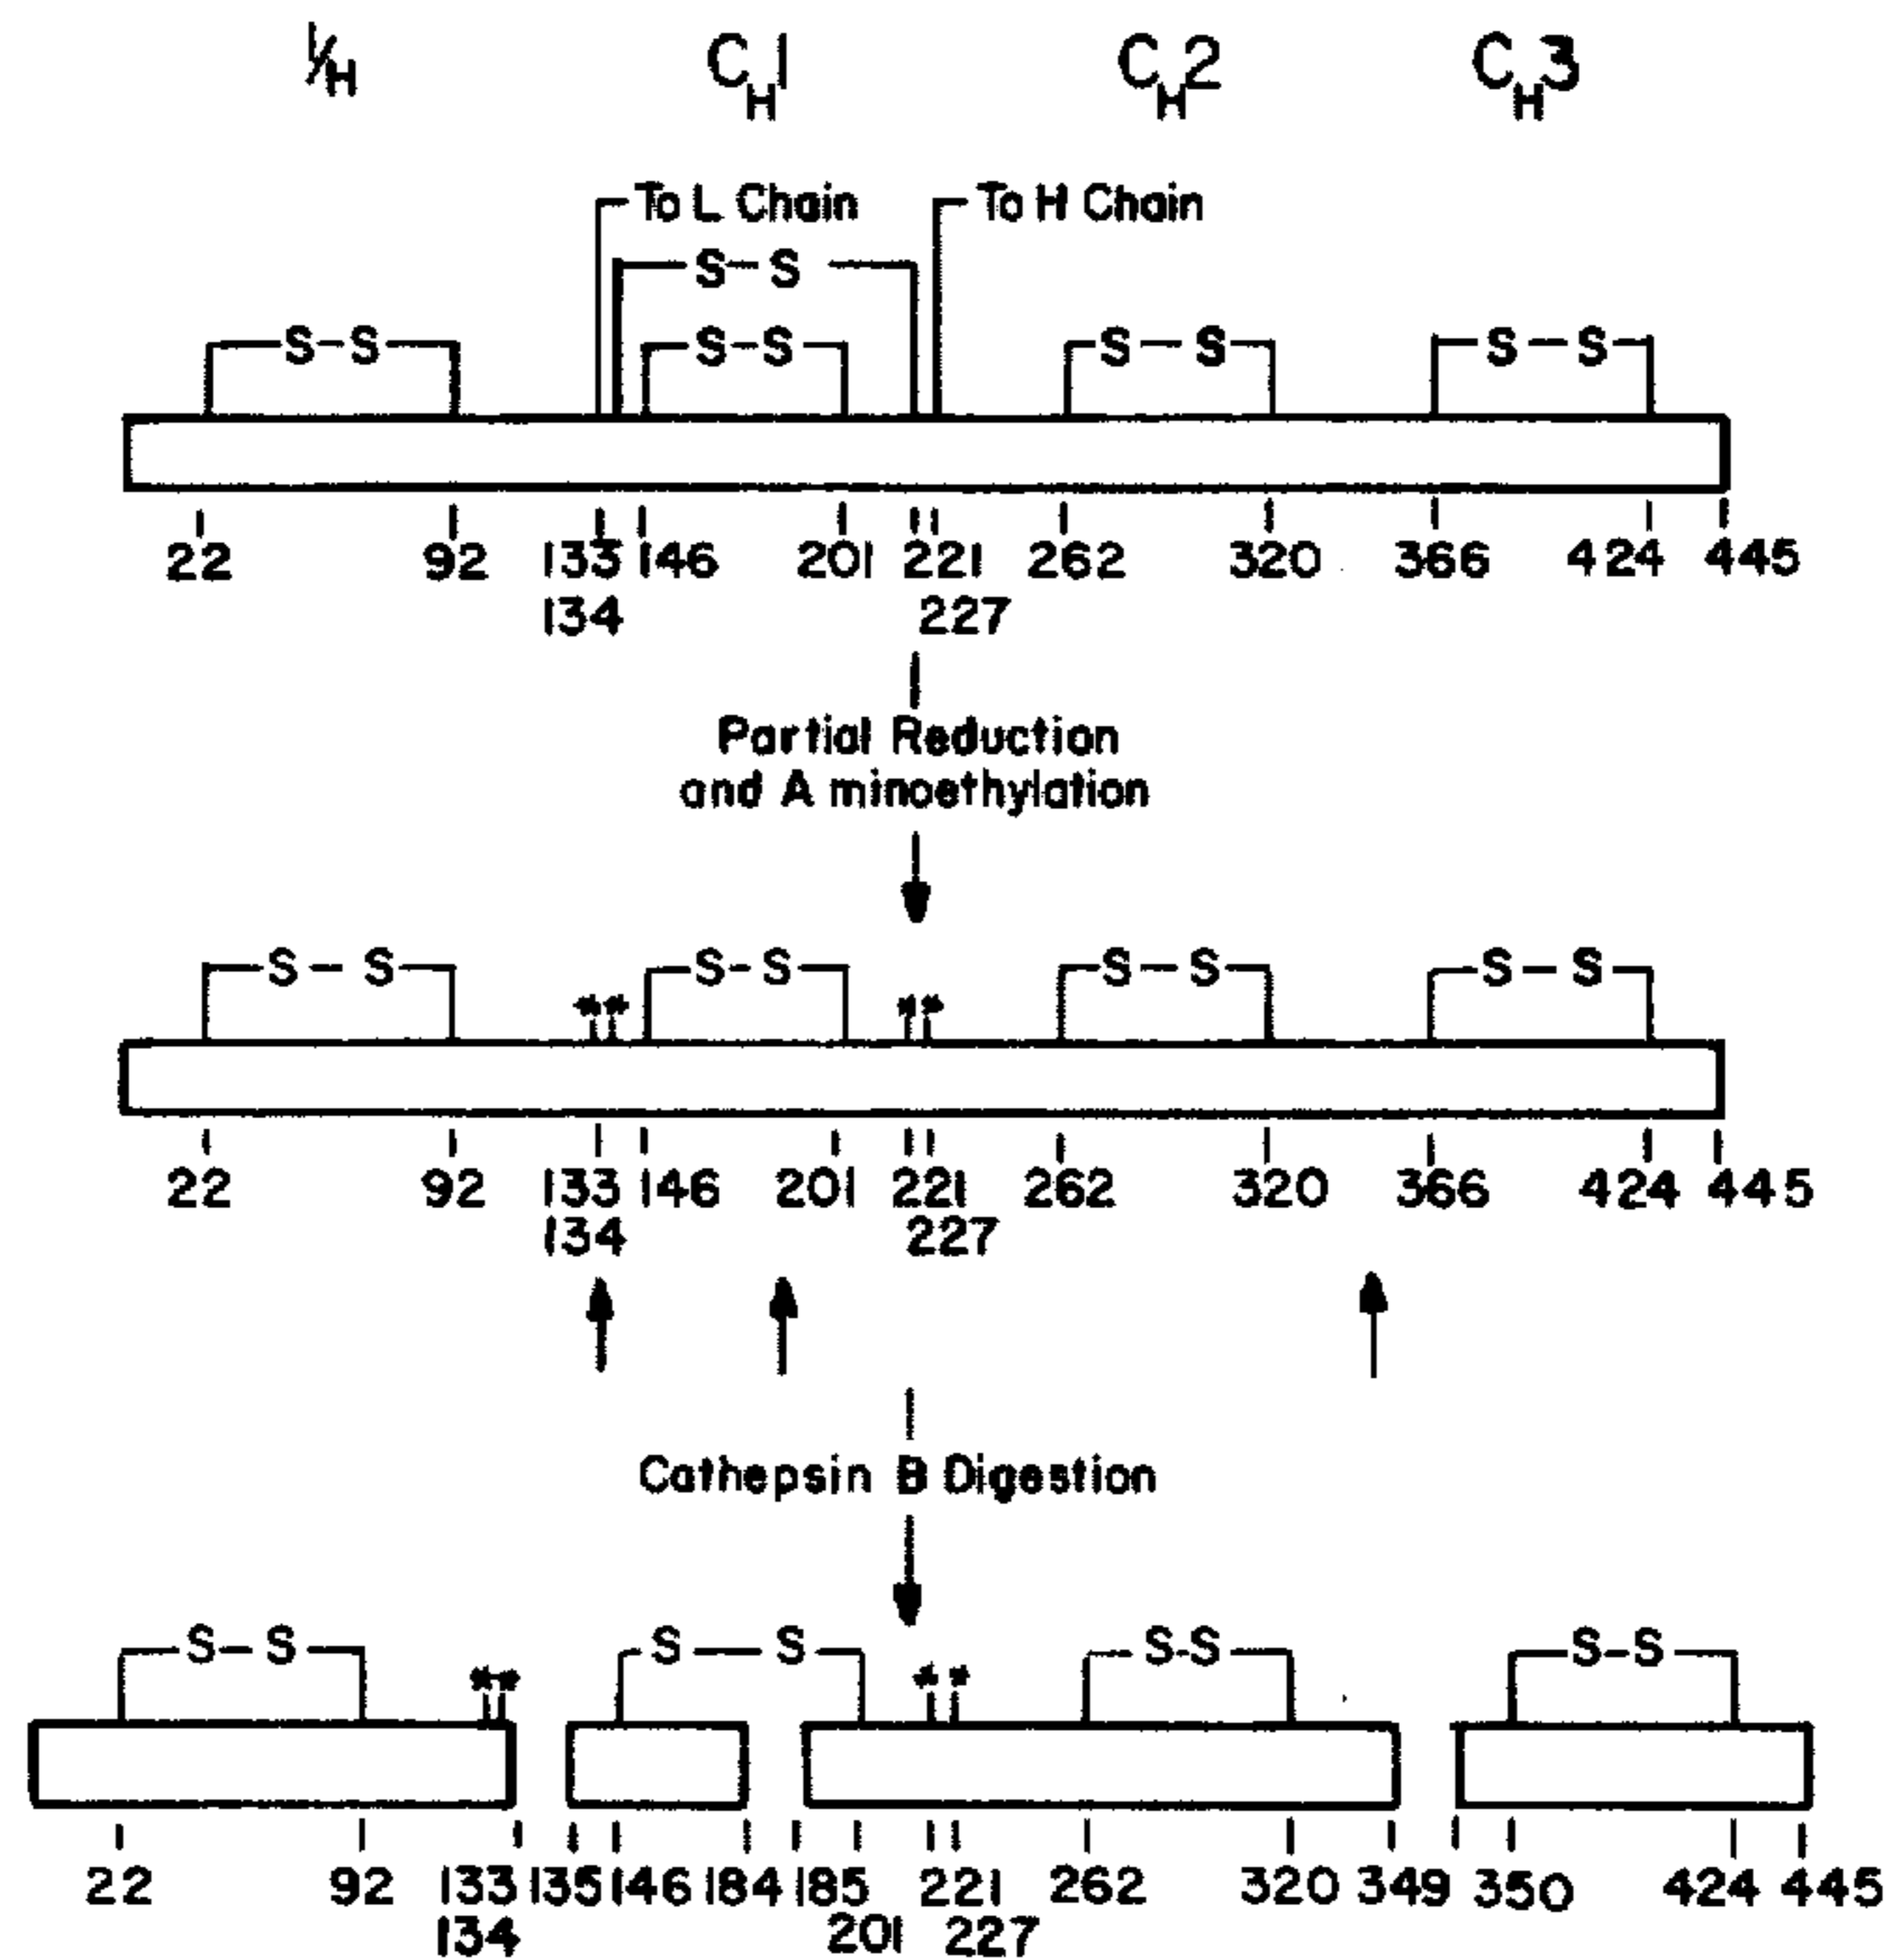 VH CH1 CH2 CH3
To L Chain To H Chain
S-S
S-S S-S S-S S-S
22 92 133 146 201 221 262 320 366 424 445
134 227
Partial Reduction
and A minoethylation
S-S S-S S-S S-S
** **
22 92 133 146 201 221 262 320 366 424 445
134 227
Cathepsin B Digestion
S-S S-S S-S S-S
** **
22 92 133 135 146 184 185 221 262 320 349 350 424 445
134 201 227